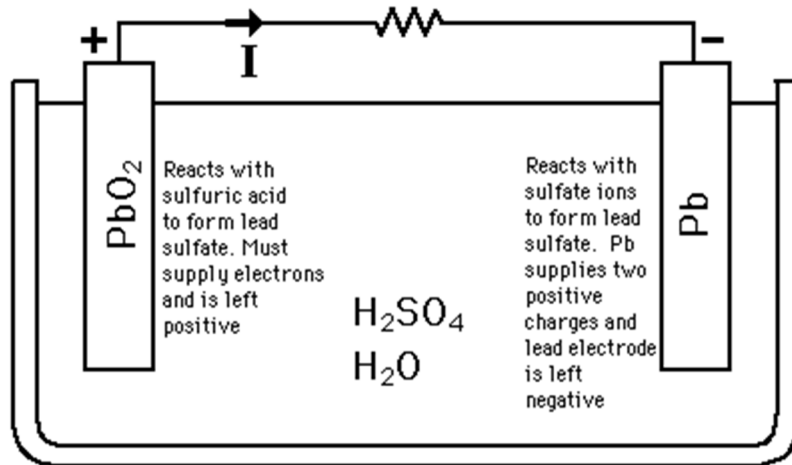 +
I
-
PbO2
Reacts with
sulfuric acid
to form lead
sulfate. Must
supply electrons
and is left
positive
H2SO4
H2O
Reacts with
sulfate ions
to form lead
sulfate. Pb
supplies two
positive
charges and
lead electrode
is left
negative
Pb